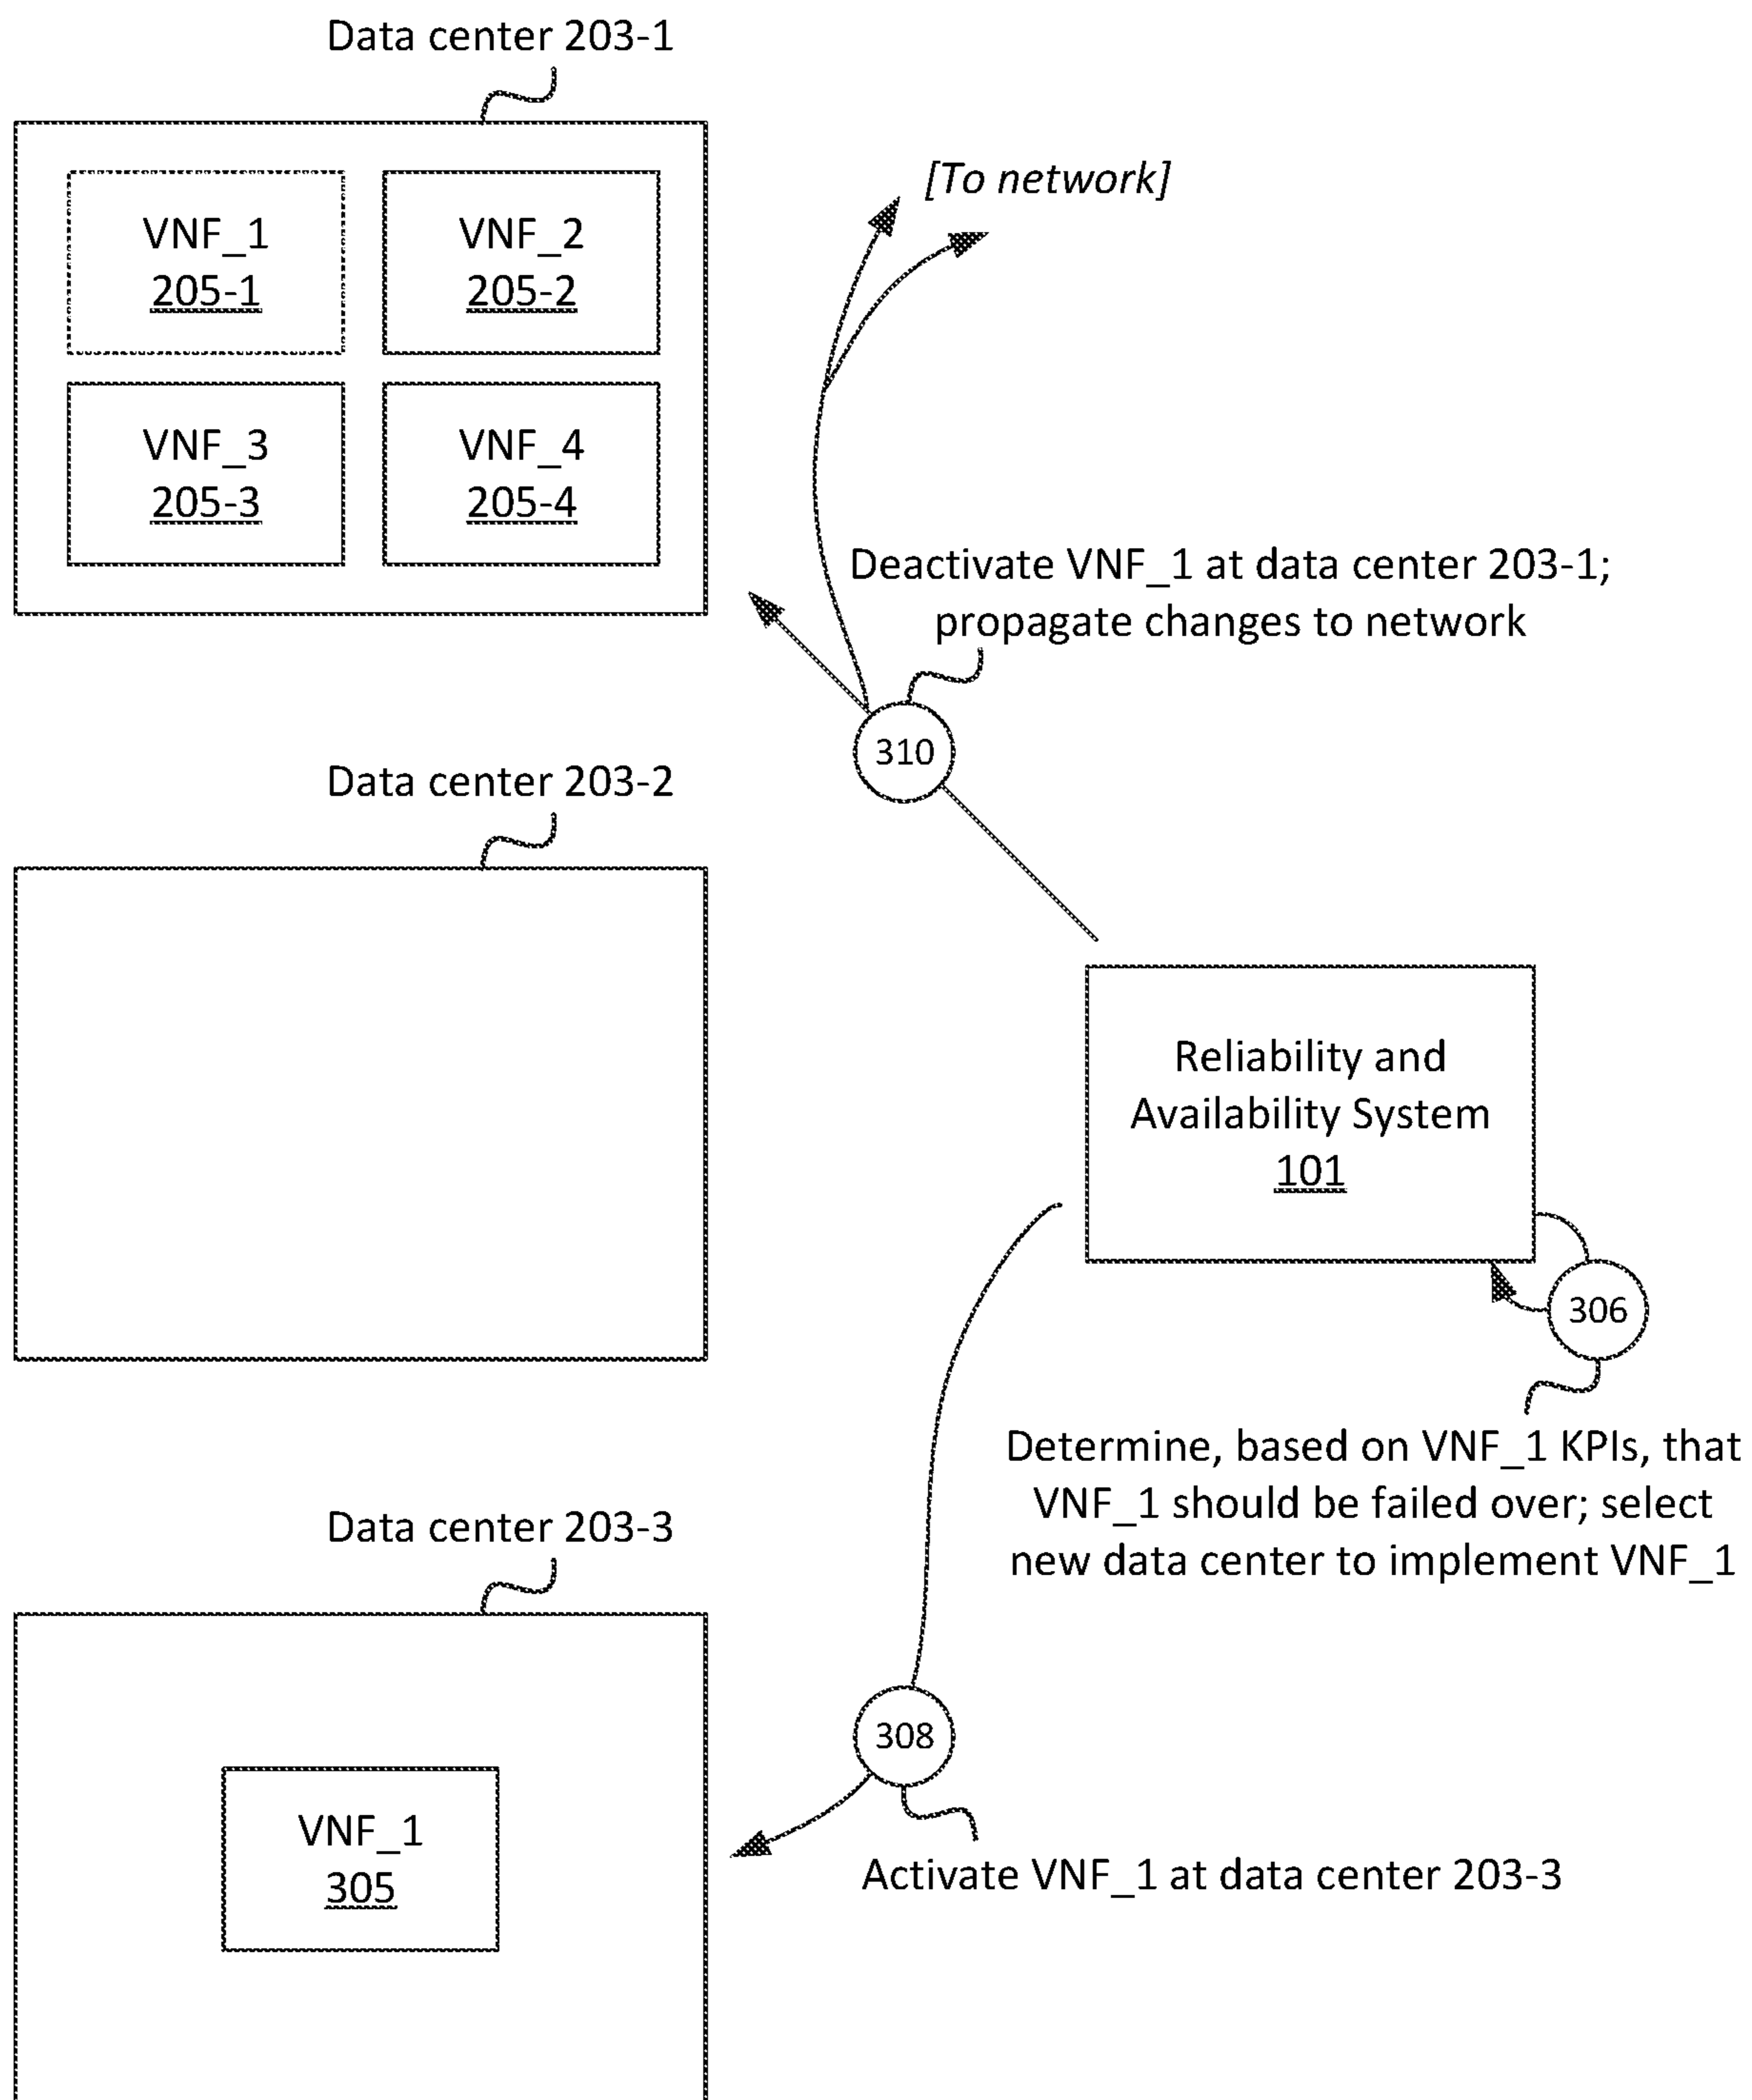 Data center 203-1
VNF_1
205-1
VNF_2
205-2
VNF_3
205-3
VNF_4
205-4
[To network]
Deactivate VNF_1 at data center 203-1;
propagate changes to network
310
Data center 203-2
Reliability and
Availability System
101
306
Determine, based on VNF_1 KPIs, that
VNF_1 should be failed over; select
new data center to implement VNF_1
Data center 203-3
VNF_1
305
308
Activate VNF_1 at data center 203-3